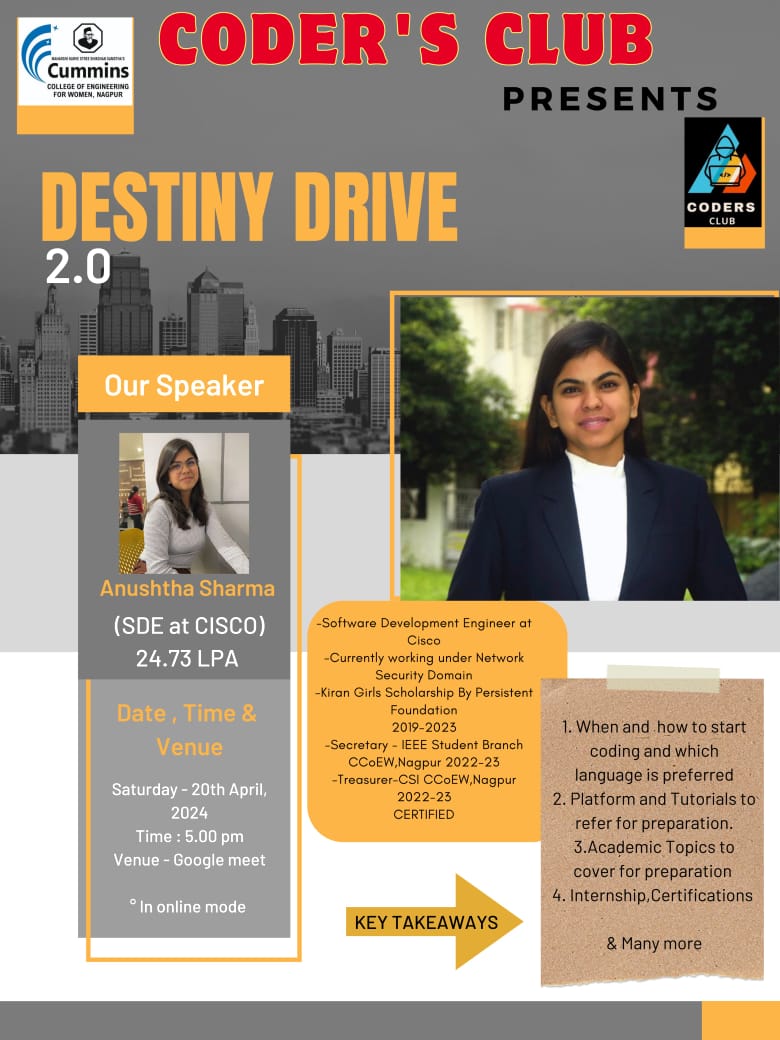 MAHARSHI KARVE STREE SHIKSHAN SAMSTHA'S
Cummins
COLLEGE OF ENGINEERING
FOR WOMEN, NAGPUR
CODER'S CLUB
PRESENTS
</>
CODERS
CLUB
DESTINY DRIVE
2.0
Our Speaker
Anushtha Sharma
(SDE at CISCO)
24.73 LPA
Date , Time &
Venue
Saturday - 20th April,
2024
Time : 5.00 pm
Venue - Google meet
° In online mode
-Software Development Engineer at
Cisco
-Currently working under Network
Security Domain
-Kiran Girls Scholarship By Persistent
Foundation
2019-2023
-Secretary - IEEE Student Branch
CCoEW,Nagpur 2022-23
-Treasurer-CSI CCoEW,Nagpur
2022-23
CERTIFIED
KEY TAKEAWAYS
1. When and how to start
coding and which
language is preferred
2. Platform and Tutorials to
refer for preparation.
3.Academic Topics to
cover for preparation
4. Internship,Certifications
& Many more